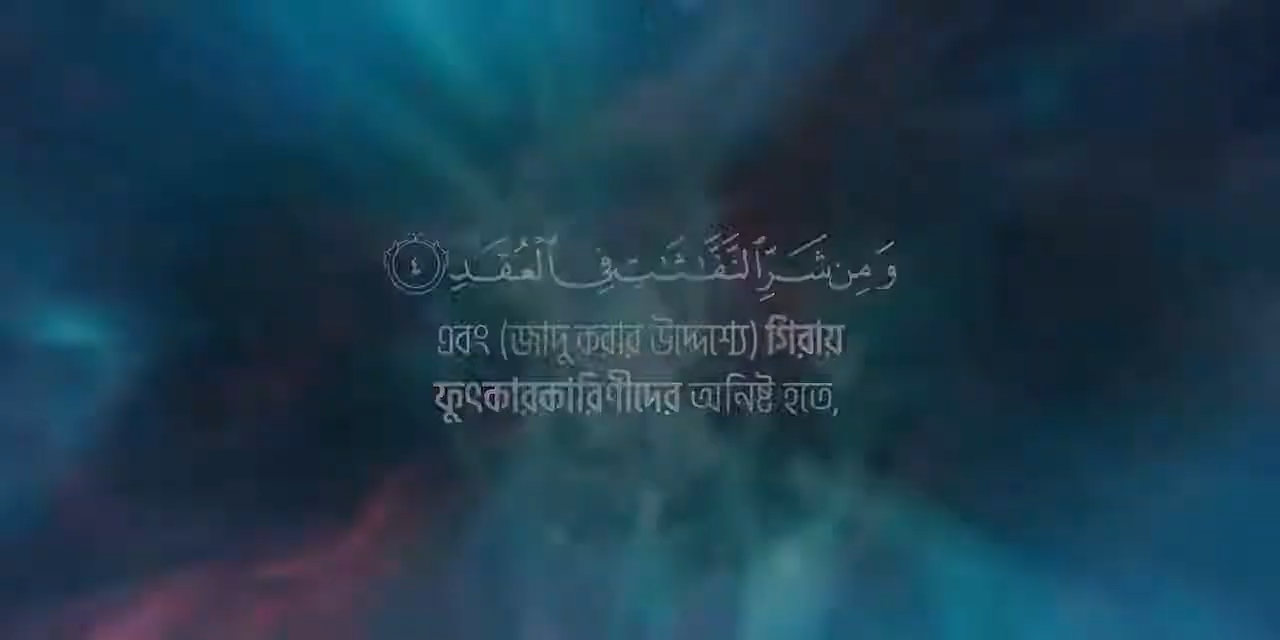 وَمِن شَرِّ ٱلنَّفَّـٰثَـٰتِ فِى ٱلْعُقَدِ ٤
এবং (জাদু করার উদ্দেশ্যে) গিরায়
ফুৎকারকারিণীদের অনিষ্ট হতে,